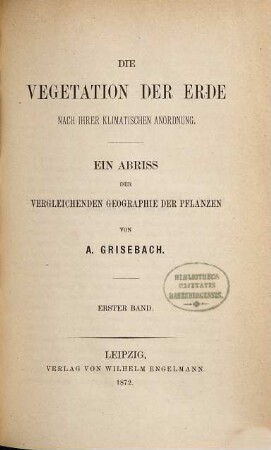 DIE
VEGETATION DER ERDE
NACH IHRER KLIMATISCHEN ANORDNUNG.
EIN ABRISS
DER
VERGLEICHENDEN GEOGRAPHIE DER PFLANZEN
VON
A. GRISEBACH.
BIBLIOTHECA
ERSTER BAND.
LEIPZIG,
VERLAG VON WILHELM ENGELMANN.
1872.